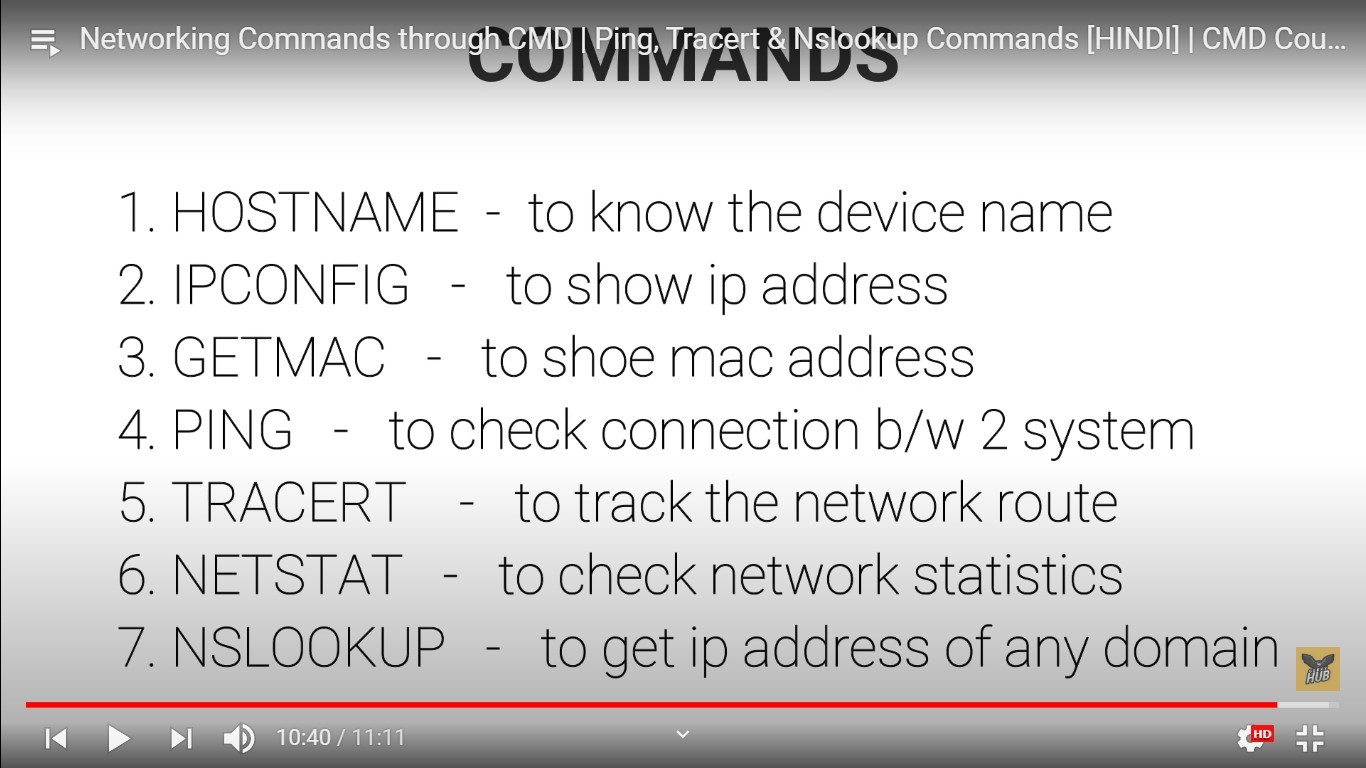 Networking Commands through CMD | Ping, Tracert & Nslookup Commands [HINDI] | CMD Cou...
COMMANDS
1. HOSTNAME - to know the device name
2. IPCONFIG - to show ip address
3. GETMAC - to shoe mac address
4. PING - to check connection b/w 2 system
5. TRACERT - to track the network route
6. NETSTAT - to check network statistics
7. NSLOOKUP - to get ip address of any domain
HUB
10:40 / 11:11
HD